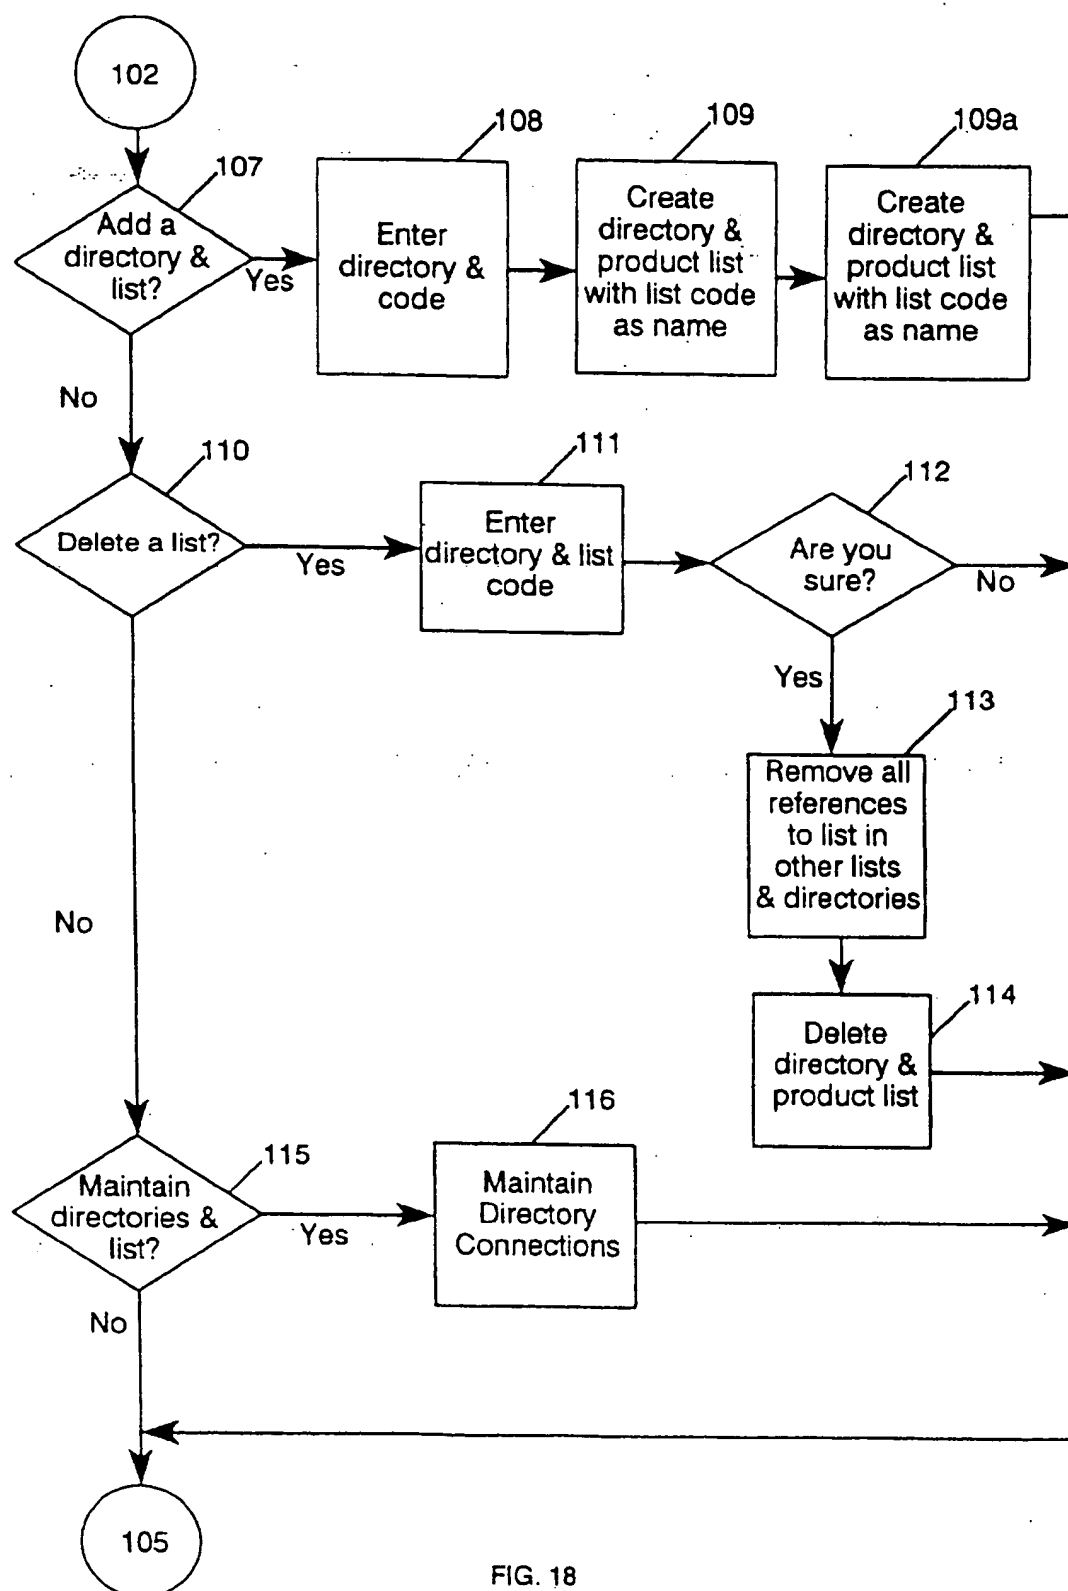 102
107
Add a
directory &
list?
Yes
108
Enter
directory &
code
109
Create
directory &
product list
with list code
as name
109a
Create
directory &
product list
with list code
as name
No
110
Delete a list?
Yes
111
Enter
directory & list
code
112
Are you
sure?
No
Yes
113
Remove all
references
to list in
other lists
& directories
114
Delete
directory &
product list
No
115
Maintain
directories &
list?
Yes
116
Maintain
Directory
Connections
No
105
FIG. 18